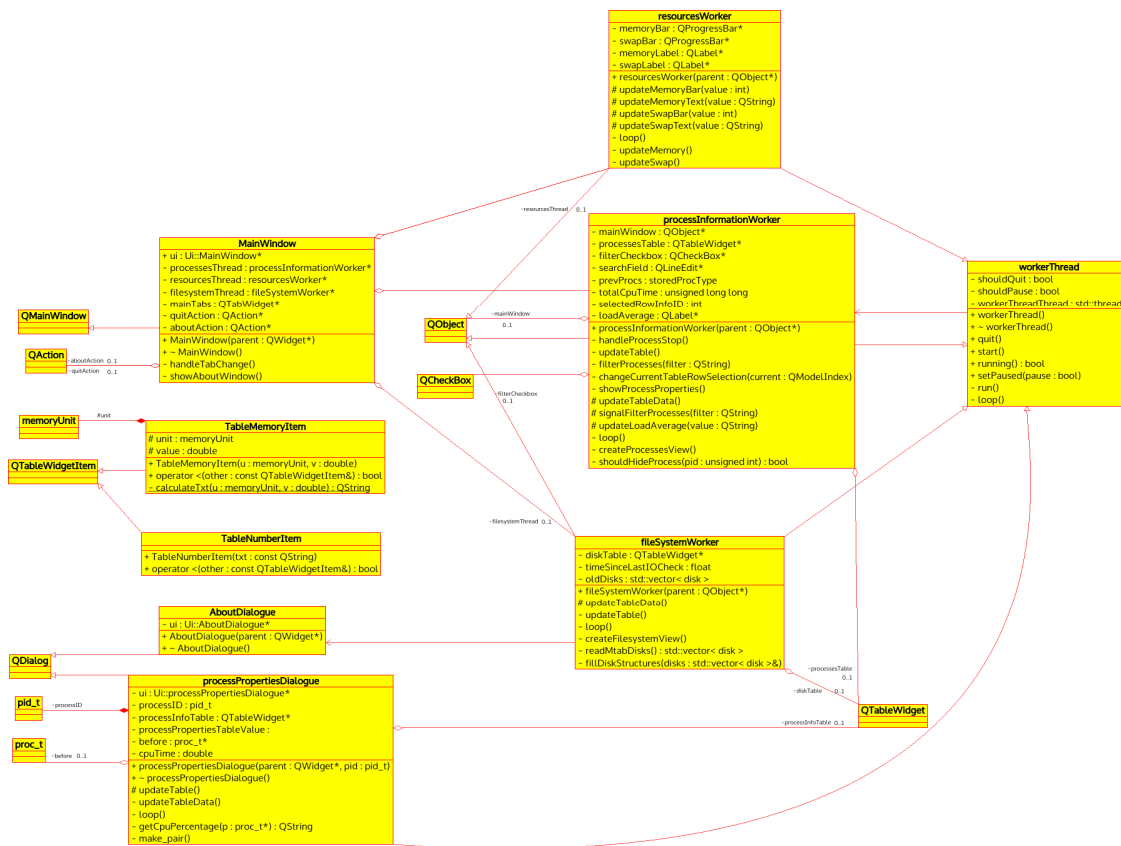 resourcesWorker
- memoryBar : QProgressBar*
- swapBar : QProgressBar*
- memoryLabel : QLabel*
- swapLabel : QLabel*
+ resourcesWorker(parent : QObject*)
# updateMemoryBar(value : int)
# updateMemoryText(value : QString)
# updateSwapBar(value : int)
# updateSwapText(value : QString)
- loop()
- updateMemory()
- updateSwap()
-resourcesThread 0..1
MainWindow
+ ui : Ui::MainWindow*
- processesThread : processInformationWorker*
- resourcesThread : resourcesWorker*
- filesystemThread : fileSystemWorker*
- mainTabs : QTabWidget*
- quitAction : QAction*
- aboutAction : QAction*
+ MainWindow(parent : QWidget*)
+ ~ MainWindow()
- handleTabChange()
- showAboutWindow()
processInformationWorker
- mainWindow : QObject*
- processesTable : QTableWidget*
- filterCheckbox : QCheckBox*
- searchField : QLineEdit*
- prevProcs : storedProcType
- totalCpuTime : unsigned long long
- selectedRowInfoID : int
- loadAverage : QLabel*
+ processInformationWorker(parent : QObject*)
- handleProcessStop()
- updateTable()
- filterProcesses(filter : QString)
- changeCurrentTableRowSelection(current : QModelIndex)
- showProcessProperties()
# updateTableData()
# signalFilterProcesses(filter : QString)
# updateLoadAverage(value : QString)
- loop()
- createProcessesView()
- shouldHideProcess(pid : unsigned int) : bool
workerThread
- shouldQuit : bool
- shouldPause : bool
- workerThreadThread : std::thread
+ workerThread()
+ ~ workerThread()
+ quit()
+ start()
+ running() : bool
+ setPaused(pause : bool)
- run()
- loop()
QMainWindow
QAction
-aboutAction 0..1
-quitAction 0..1
QObject
-mainWindow
0..1
QCheckBox
-filterCheckbox
0..1
memoryUnit
#unit
TableMemoryItem
# unit : memoryUnit
# value : double
+ TableMemoryItem(u : memoryUnit, v : double)
+ operator <(other : const QTableWidgetItem&) : bool
- calculateTxt(u : memoryUnit, v : double) : QString
QTableWidgetItem
TableNumberItem
+ TableNumberItem(txt : const QString)
+ operator <(other : const QTableWidgetItem&) : bool
-filesystemThread 0..1
fileSystemWorker
- diskTable : QTableWidget*
- timeSinceLastIOCheck : float
- oldDisks : std::vector< disk >
+ fileSystemWorker(parent : QObject*)
# updateTableData()
- updateTable()
- loop()
- createFilesystemView()
- readMtabDisks() : std::vector< disk >
- fillDiskStructures(disks : std::vector< disk >&)
AboutDialogue
- ui : Ui::AboutDialogue*
+ AboutDialogue(parent : QWidget*)
+ ~ AboutDialogue()
QDialog
-processesTable
0..1
-diskTable 0..1
QTableWidget
-processInfoTable 0..1
processPropertiesDialogue
- ui : Ui::processPropertiesDialogue*
- processID : pid_t
- processInfoTable : QTableWidget*
- processPropertiesTableValue :
- before : proc_t*
- cpuTime : double
+ processPropertiesDialogue(parent : QWidget*, pid : pid_t)
+ ~ processPropertiesDialogue()
# updateTable()
- updateTableData()
- loop()
- getCpuPercentage(p : proc_t*) : QString
- make_pair()
pid_t
-processID
proc_t
-before 0..1